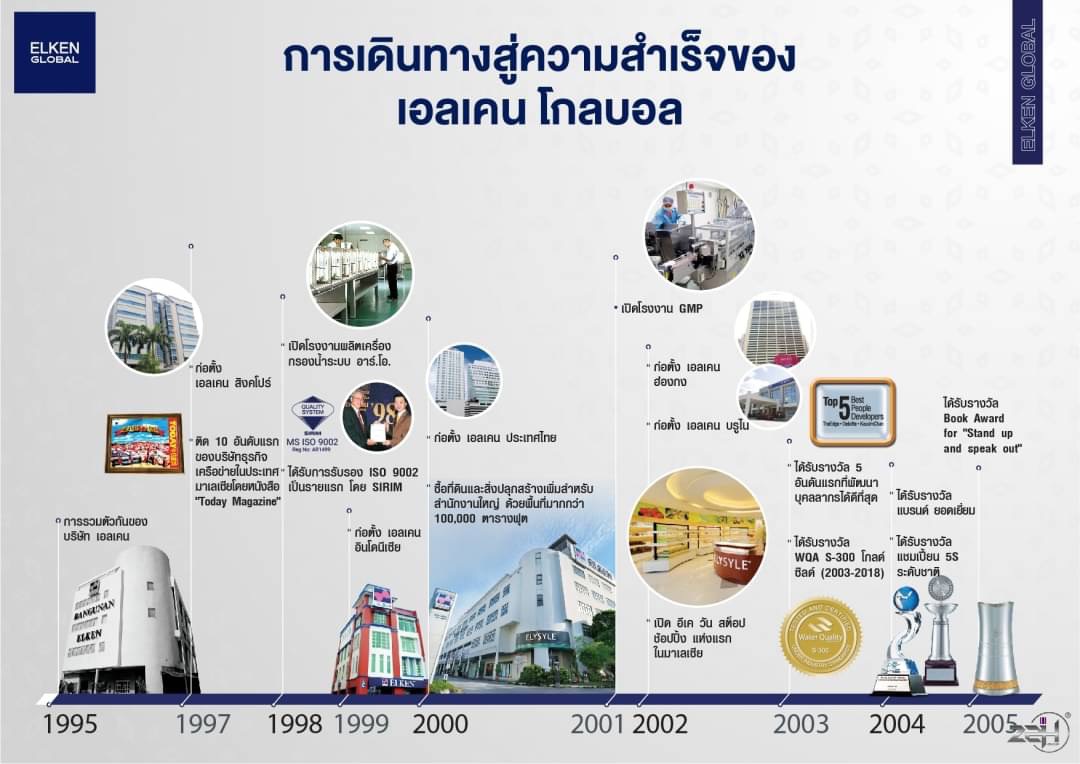 ELKEN
GLOBAL
การเดินทางสู่ความสำเร็จของ
เอลเคน โกลบอล
ELKEN GLOBAL
การรวมตัวกันของ
บริษัท เอลเคน
BANGUNAN
ELKEN
1995
ก่อตั้ง
เอลเคน สิงคโปร์
TODAY
ติด 10 อันดับแรก
ของบริษัทธุรกิจ
เครือข่ายในประเทศ
มาเลเซียโดยหนังสือ
"Today Magazine"
1997
เปิดโรงงานผลิตเครื่อง
กรองน้ำระบบ อาร์.โอ.
QUALITY
SYSTEM
SIRIM
MS ISO 9002
Reg No: AR1499
'98
ได้รับการรับรอง ISO 9002
เป็นรายแรก โดย SIRIM
1998
ก่อตั้ง เอลเคน
อินโดนีเซีย
ELKEN
1999
ก่อตั้ง เอลเคน ประเทศไทย
ซื้อที่ดินและสิ่งปลูกสร้างเพิ่มสำหรับ
สำนักงานใหญ่ ด้วยพื้นที่มากกว่า
100,000 ตารางฟุต
ELYSYLE
2000
เปิดโรงงาน GMP
2001
ก่อตั้ง เอลเคน
ฮ่องกง
ก่อตั้ง เอลเคน บรูไน
ELYSYLE
เปิด อีเค วัน สต็อป
ช้อปปิ้ง แห่งแรก
ในมาเลเซีย
2002
Top 5 Best
People
Developers
ได้รับรางวัล 5
อันดับแรกที่พัฒนา
บุคลลากรได้ดีที่สุด
ได้รับรางวัล
WQA S-300 โกลด์
ซีลด์ (2003-2018)
Water Quality
S-300
2003
ได้รับรางวัล
แบรนด์ ยอดเยี่ยม
ได้รับรางวัล
แชมเปี้ยน 5S
ระดับชาติ
2004
ได้รับรางวัล
Book Award
for "Stand up
and speak out"
2005